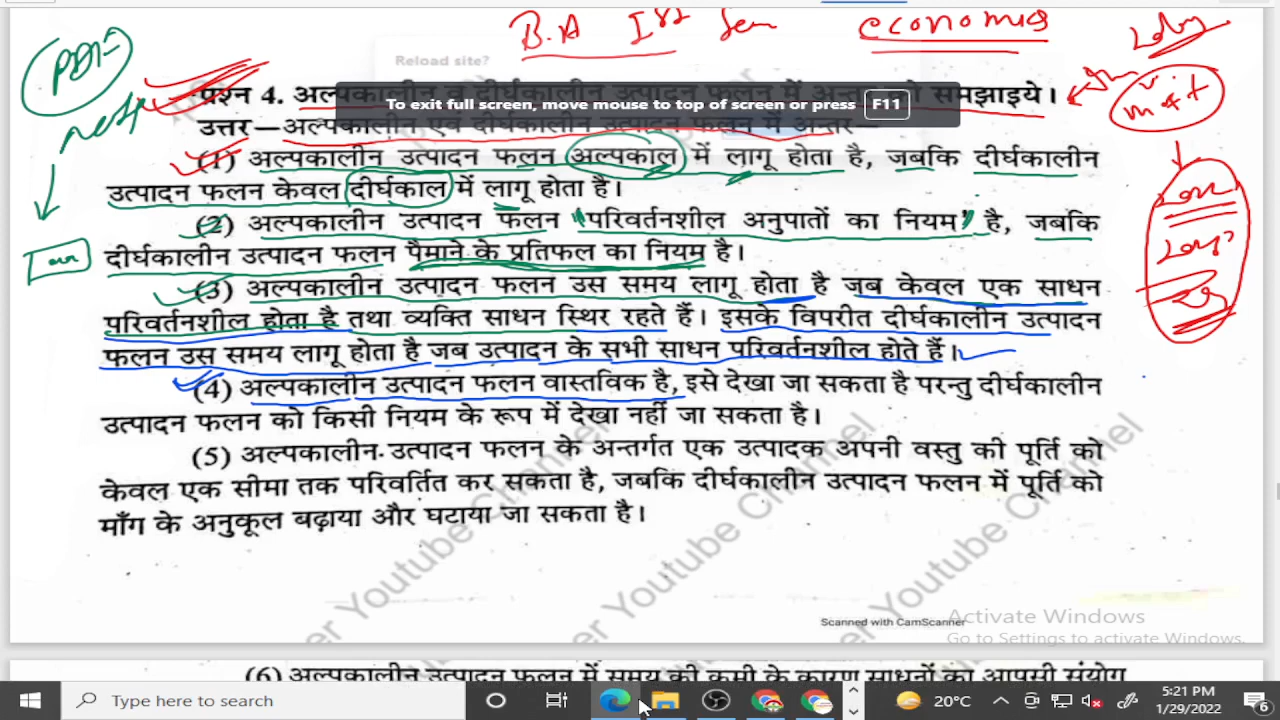 B.A Ist Sem economics
Reload site?
To exit full screen, move mouse to top of screen or press F11
प्रश्न 4. अल्पकालीन व दीर्घकालीन उत्पादन फलन में अन्तर को समझाइये।
उत्तर—अल्पकालीन एवं दीर्घकालीन उत्पादन फलन में अन्तर—
(1) अल्पकालीन उत्पादन फलन अल्पकाल में लागू होता है, जबकि दीर्घकालीन
उत्पादन फलन केवल दीर्घकाल में लागू होता है।
(2) अल्पकालीन उत्पादन फलन "परिवर्तनशील अनुपातों का नियम" है, जबकि
दीर्घकालीन उत्पादन फलन पैमाने के प्रतिफल का नियम है।
(3) अल्पकालीन उत्पादन फलन उस समय लागू होता है जब केवल एक साधन
परिवर्तनशील होता है तथा व्यक्ति साधन स्थिर रहते हैं। इसके विपरीत दीर्घकालीन उत्पादन
फलन उस समय लागू होता है जब उत्पादन के सभी साधन परिवर्तनशील होते हैं।
(4) अल्पकालीन उत्पादन फलन वास्तविक है, इसे देखा जा सकता है परन्तु दीर्घकालीन
उत्पादन फलन को किसी नियम के रूप में देखा नहीं जा सकता है।
(5) अल्पकालीन उत्पादन फलन के अन्तर्गत एक उत्पादक अपनी वस्तु की पूर्ति को
केवल एक सीमा तक परिवर्तित कर सकता है, जबकि दीर्घकालीन उत्पादन फलन में पूर्ति को
माँग के अनुकूल बढ़ाया और घटाया जा सकता है।
Youtube Channel
Youtube Channel
Youtube Channel
Scanned with CamScanner
Activate Windows
Go to Settings to activate Windows.
(6) अल्पकालीन उत्पादन फलन में समय की कमी के कारण साधनों का आपसी संयोग
Type here to search
20°C
5:21 PM
1/29/2022
6